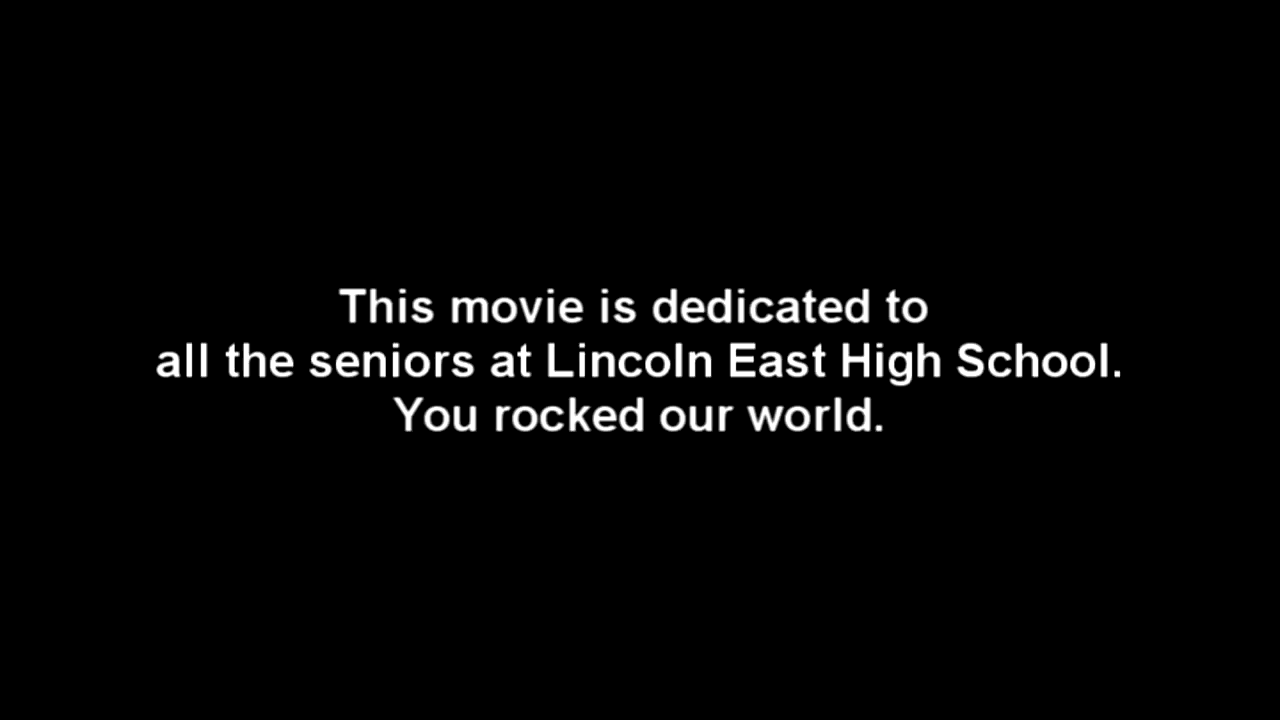 This movie is dedicated to
all the seniors at Lincoln East High School.
You rocked our world.